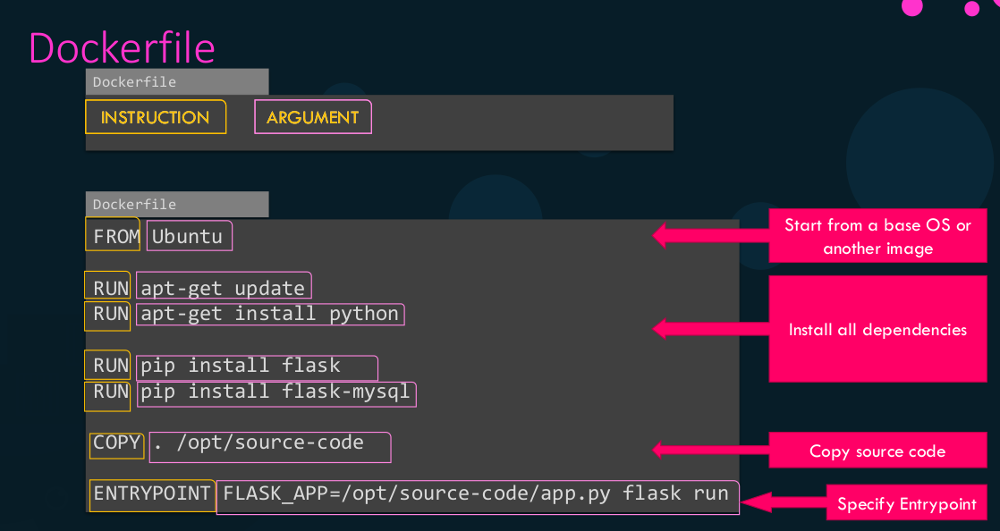 Dockerfile
Dockerfile
INSTRUCTION ARGUMENT
Dockerfile
FROM Ubuntu
Start from a base OS or
another image
RUN apt-get update
RUN apt-get install python
Install all dependencies
RUN pip install flask
RUN pip install flask-mysql
COPY . /opt/source-code
Copy source code
ENTRYPOINT FLASK_APP=/opt/source-code/app.py flask run
Specify Entrypoint